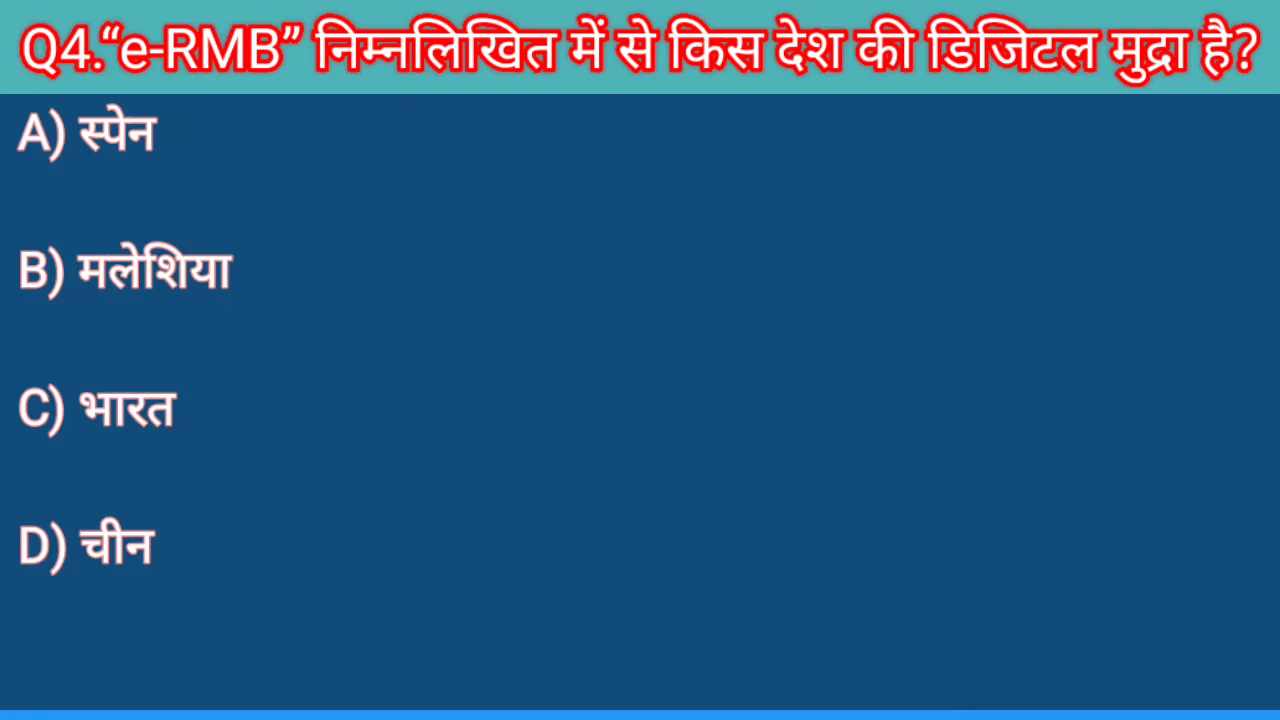 Q4.“e-RMB” निम्नलिखित में से किस देश की डिजिटल मुद्रा है?
A) स्पेन
B) मलेशिया
C) भारत
D) चीन